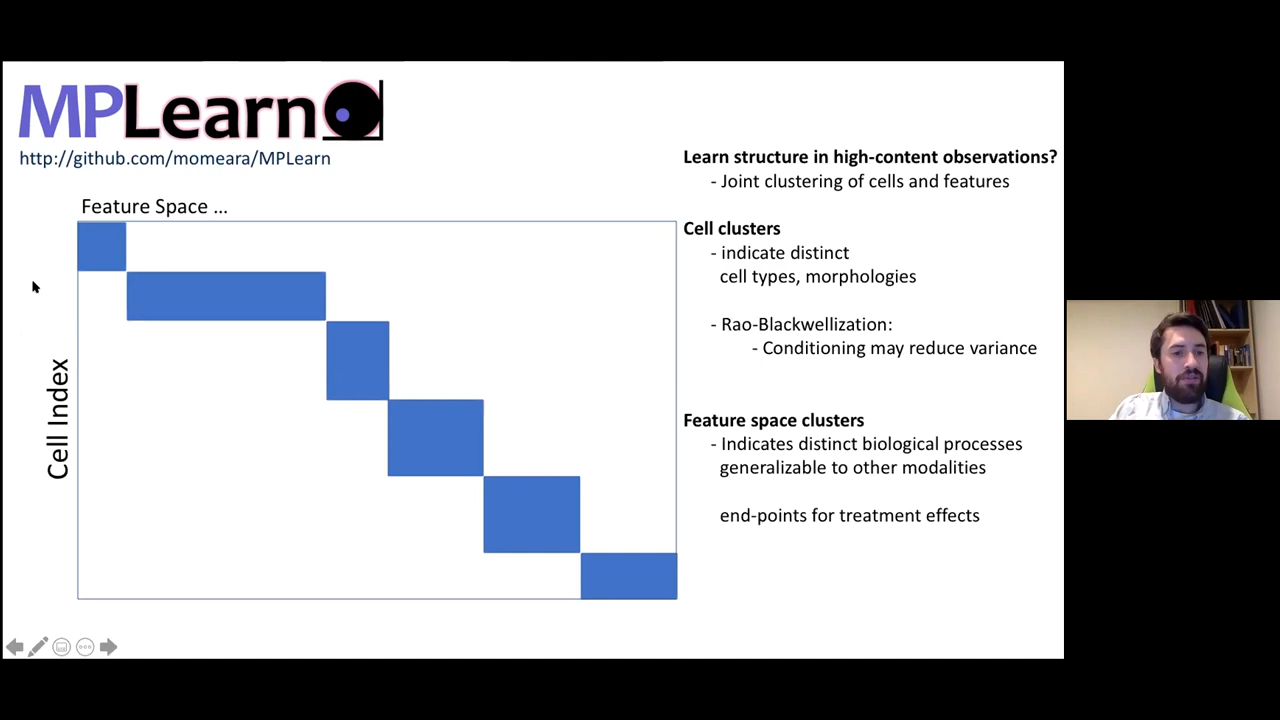 MPLearn
http://github.com/momeara/MPLearn
Feature Space ...
Cell Index
Learn structure in high-content observations?
- Joint clustering of cells and features
Cell clusters
- indicate distinct
cell types, morphologies
- Rao-Blackwellization:
- Conditioning may reduce variance
Feature space clusters
- Indicates distinct biological processes
generalizable to other modalities
end-points for treatment effects